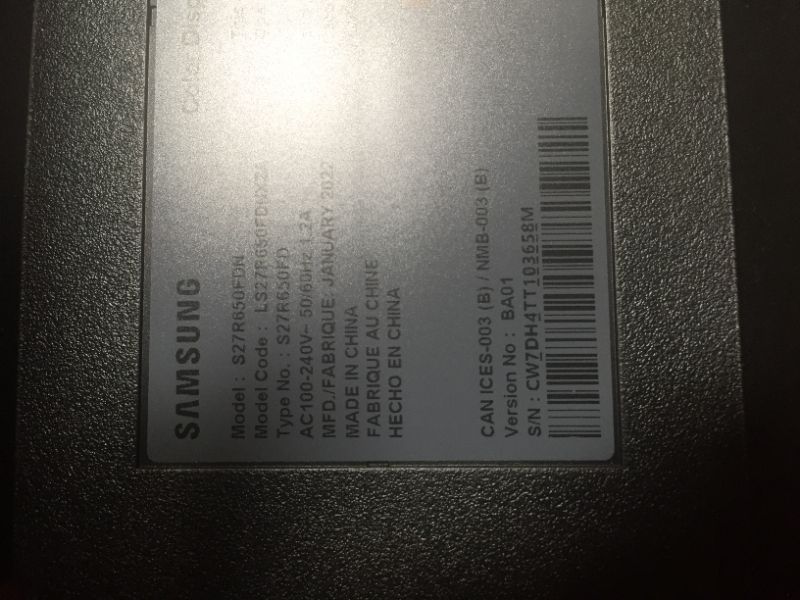 SAMSUNG
Color
Model : S27R650FDN
Model Code : LS27R650FDNXZA
Type No. : S27R650FD
AC100-240V~ 50/60Hz 1.2A
MFD./FABRIQUE: JANUARY 2022
MADE IN CHINA
FABRIQUE AU CHINE
HECHO EN CHINA
CAN ICES-003 (B) / NMB-003 (B)
Version No : BA01
S/N : CW7DH4TT103658M